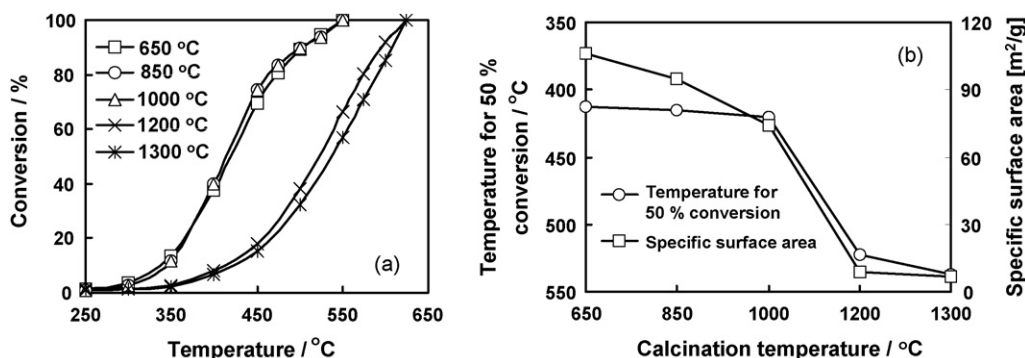 100
80
60
40
20
0
Conversion / %
650 °C
850 °C
1000 °C
1200 °C
1300 °C
(a)
250 350 450 550 650
Temperature / °C
350
400
450
500
550
Temperature for 50 %
conversion / °C
(b)
Temperature for
50 % conversion
Specific surface area
120
90
60
30
0
Specific surface area [m²/g]
650 850 1000 1200 1300
Calcination temperature / °C